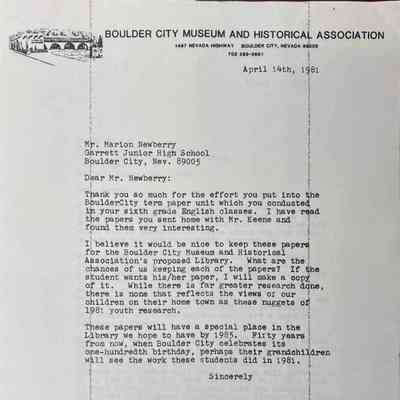 BOULDER CITY MUSEUM AND HISTORICAL ASSOCIATION
1497 NEVADA HIGHWAY BOULDER CITY, NEVADA 89005
April 14th, 1981
Mr. Marion Newberry
Garrett Junior High School
Boulder City, Nev. 89005
Dear Mr. Newberry:
Thank you so much for the effort you put into the
BoulderCity term paper unit which you conducted
in your sixth grade English classes. I have read
the papers you sent home with Mr. Keene and
found them very interesting.
I believe it would be nice to keep these papers
for the Boulder City Museum and Historical
Association's proposed Library. What are the
chances of us keeping each of the papers? If the
student wants his/her paper, I will make a copy
of it. While there is far greater research done,
there is none that reflects the views of our
children on their home town as these nuggets of
1981 youth research.
These papers will have a special place in the
Library we hope to have by 1985. Fifty years
from now, when Boulder City celebrates its
one-hundredth birthday, perhaps their grandchildren
will see the work these students did in 1981.
Sincerely